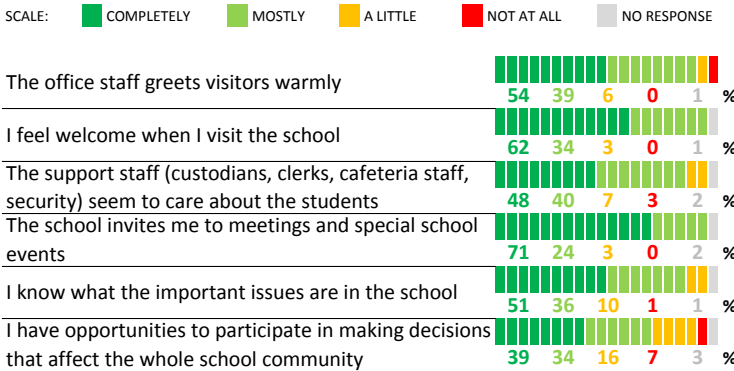 SCALE: COMPLETELY MOSTLY A LITTLE NOT AT ALL NO RESPONSE
The office staff greets visitors warmly
54 39 6 0 1 %
I feel welcome when I visit the school
62 34 3 0 1 %
The support staff (custodians, clerks, cafeteria staff,
security) seem to care about the students
48 40 7 3 2 %
The school invites me to meetings and special school
events
71 24 3 0 2 %
I know what the important issues are in the school
51 36 10 1 1 %
I have opportunities to participate in making decisions
that affect the whole school community
39 34 16 7 3 %